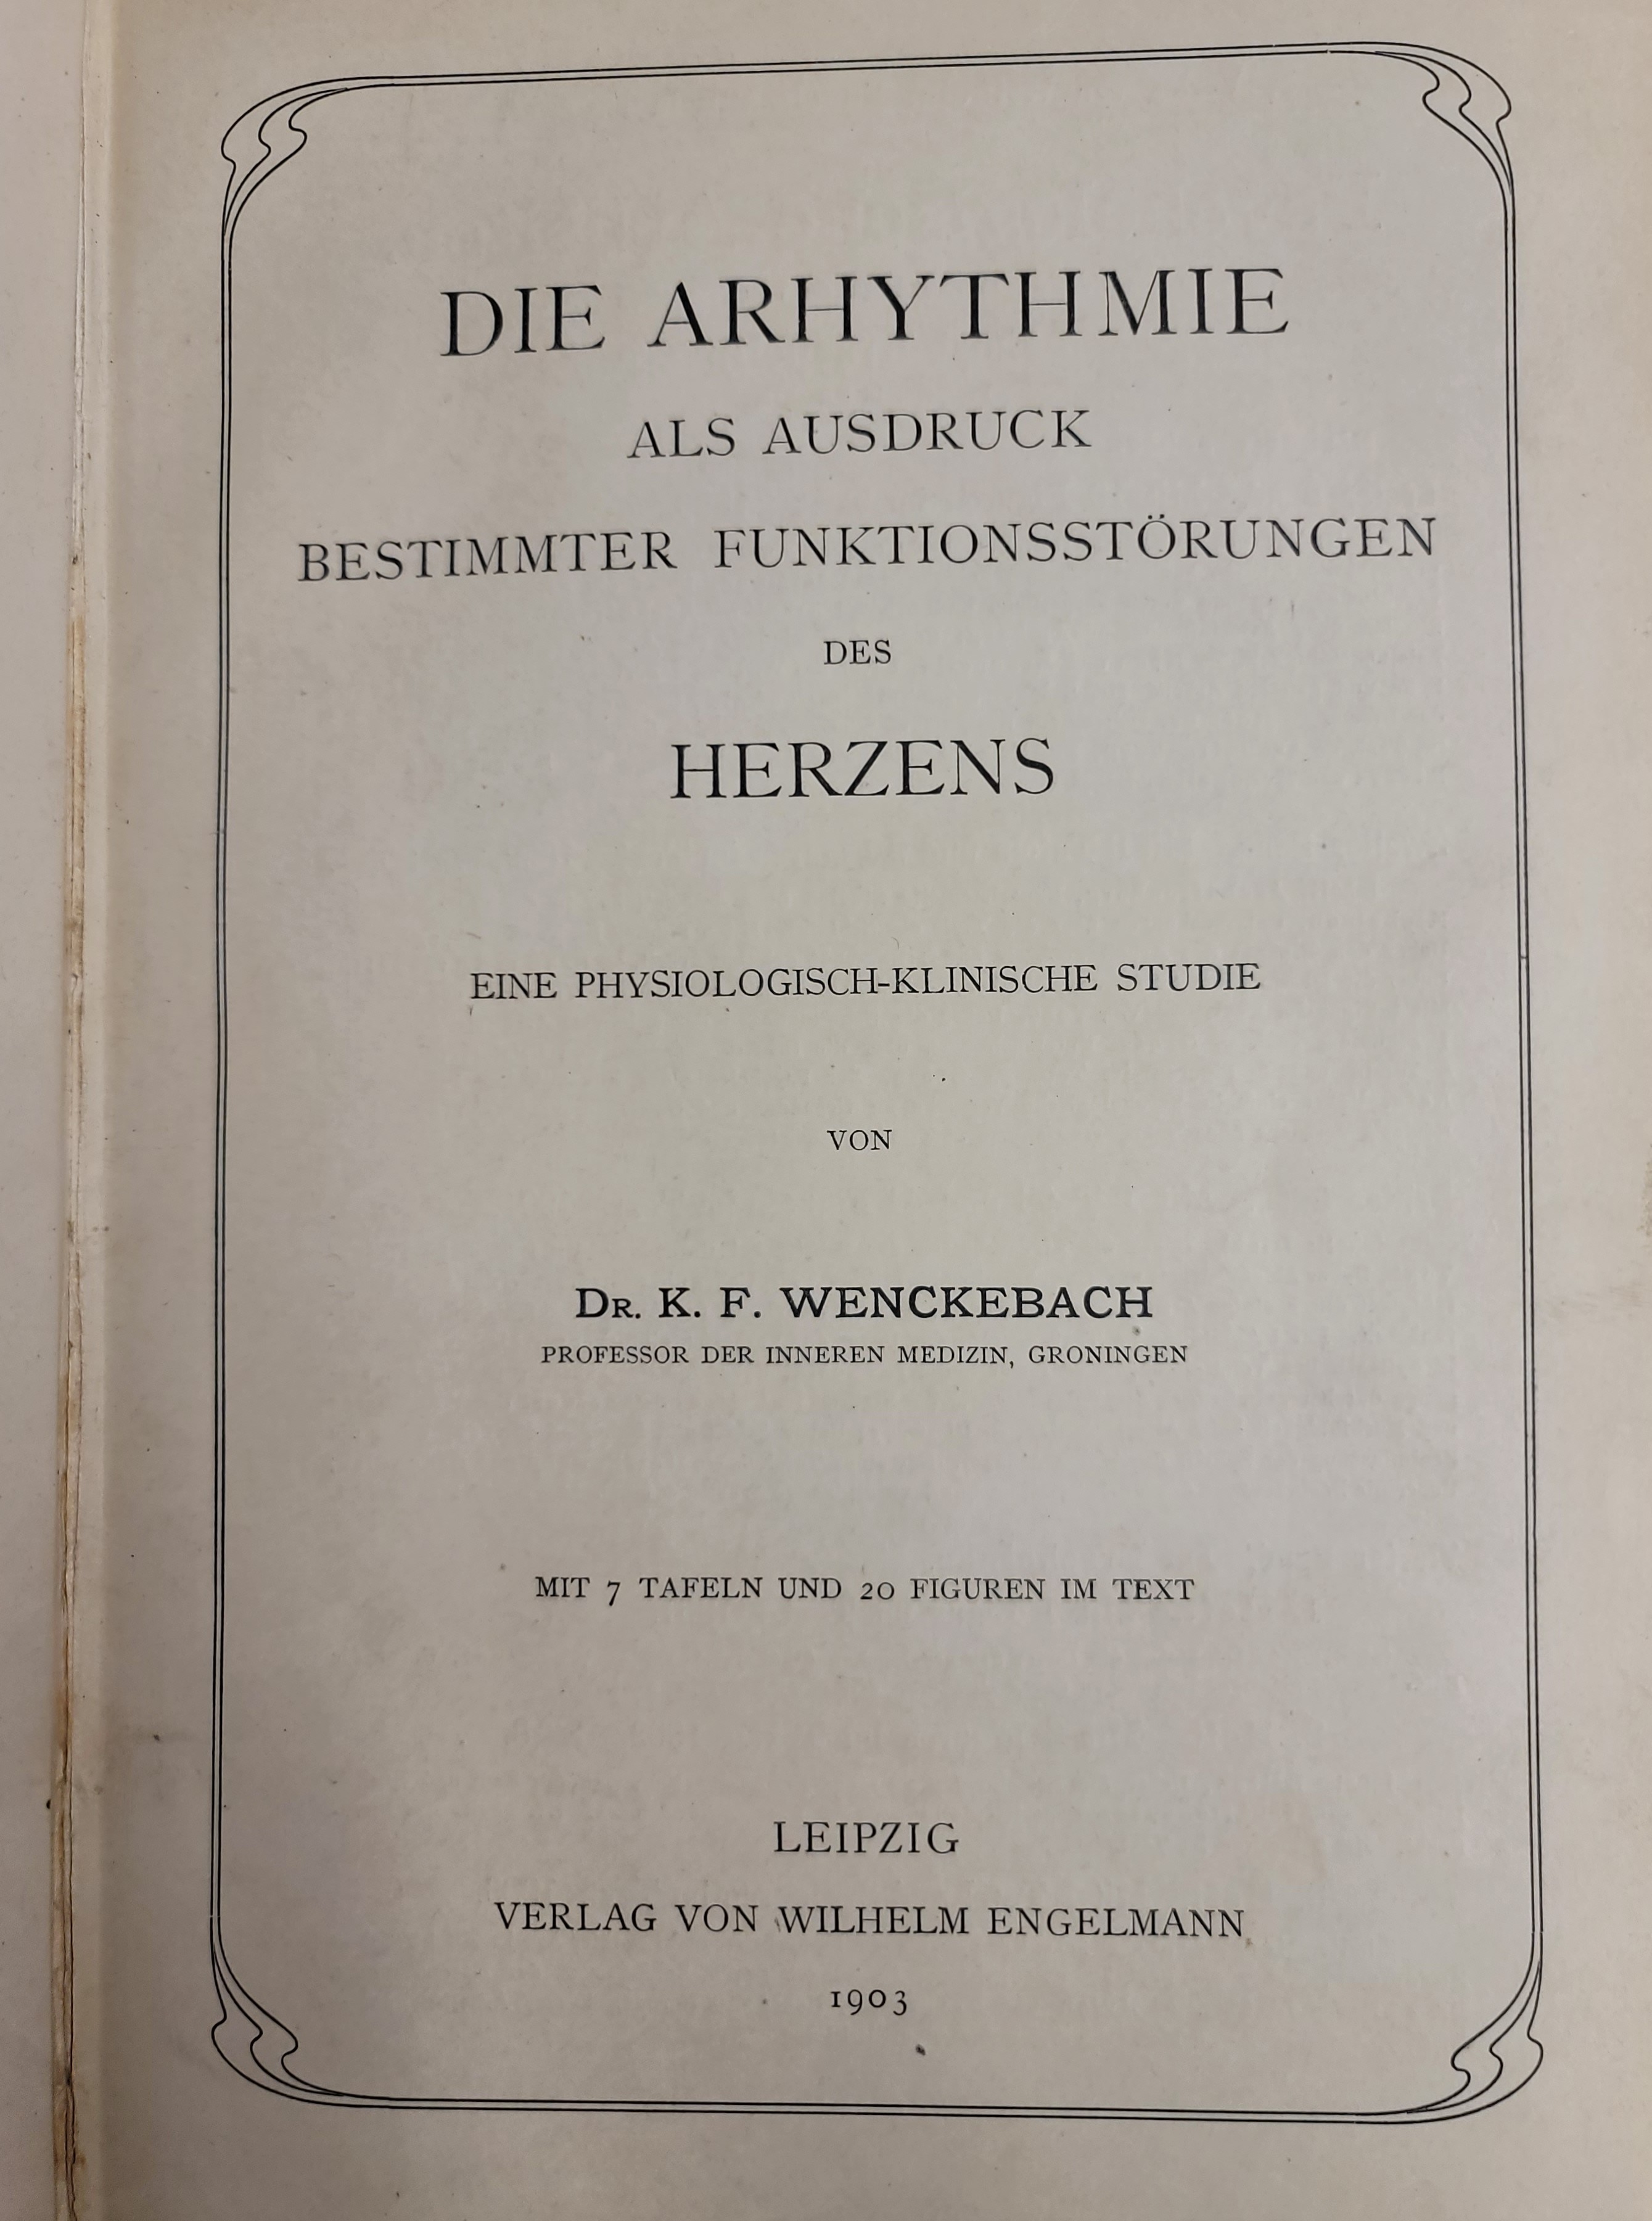 DIE ARHYTHMIE
ALS AUSDRUCK
BESTIMMTER FUNKTIONSSTÖRUNGEN
DES
HERZENS
EINE PHYSIOLOGISCH-KLINISCHE STUDIE
VON
DR. K. F. WENCKEBACH
PROFESSOR DER INNEREN MEDIZIN, GRONINGEN
MIT 7 TAFELN UND 20 FIGUREN IM TEXT
LEIPZIG
VERLAG VON WILHELM ENGELMANN
1903